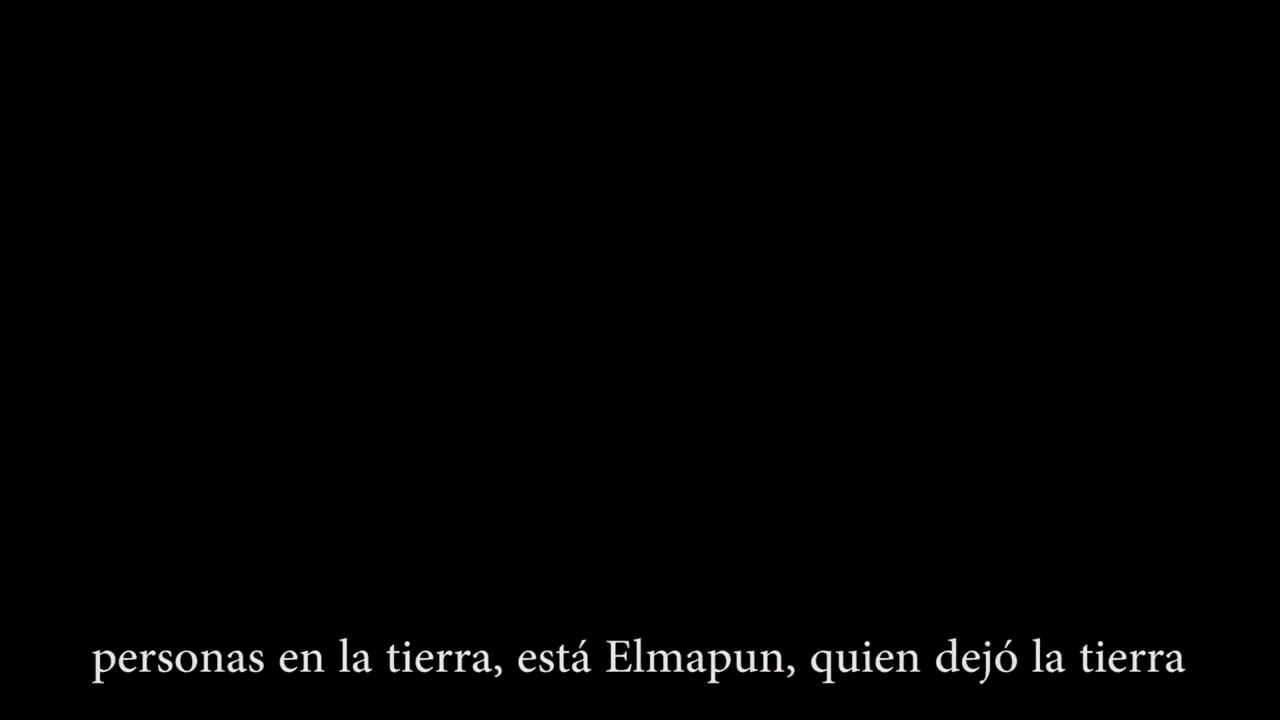 personas en la tierra, está Elmapun, quien dejó la tierra